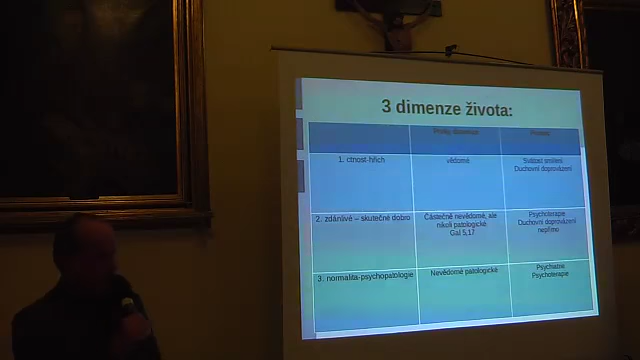 3 dimenze života:
1. ctnost-hřích
vědomé
Svátost smíření
Duchovní doprovázení
2. zdánlivé – skutečné dobro
Částečně nevědomé, ale
nikoli patologické.
Gal 5,17
Psychoterapie
Duchovní doprovázení
nepřímo
3. normalita-psychopatologie
Nevědomé patologické
Psychiatrie
Psychoterapie